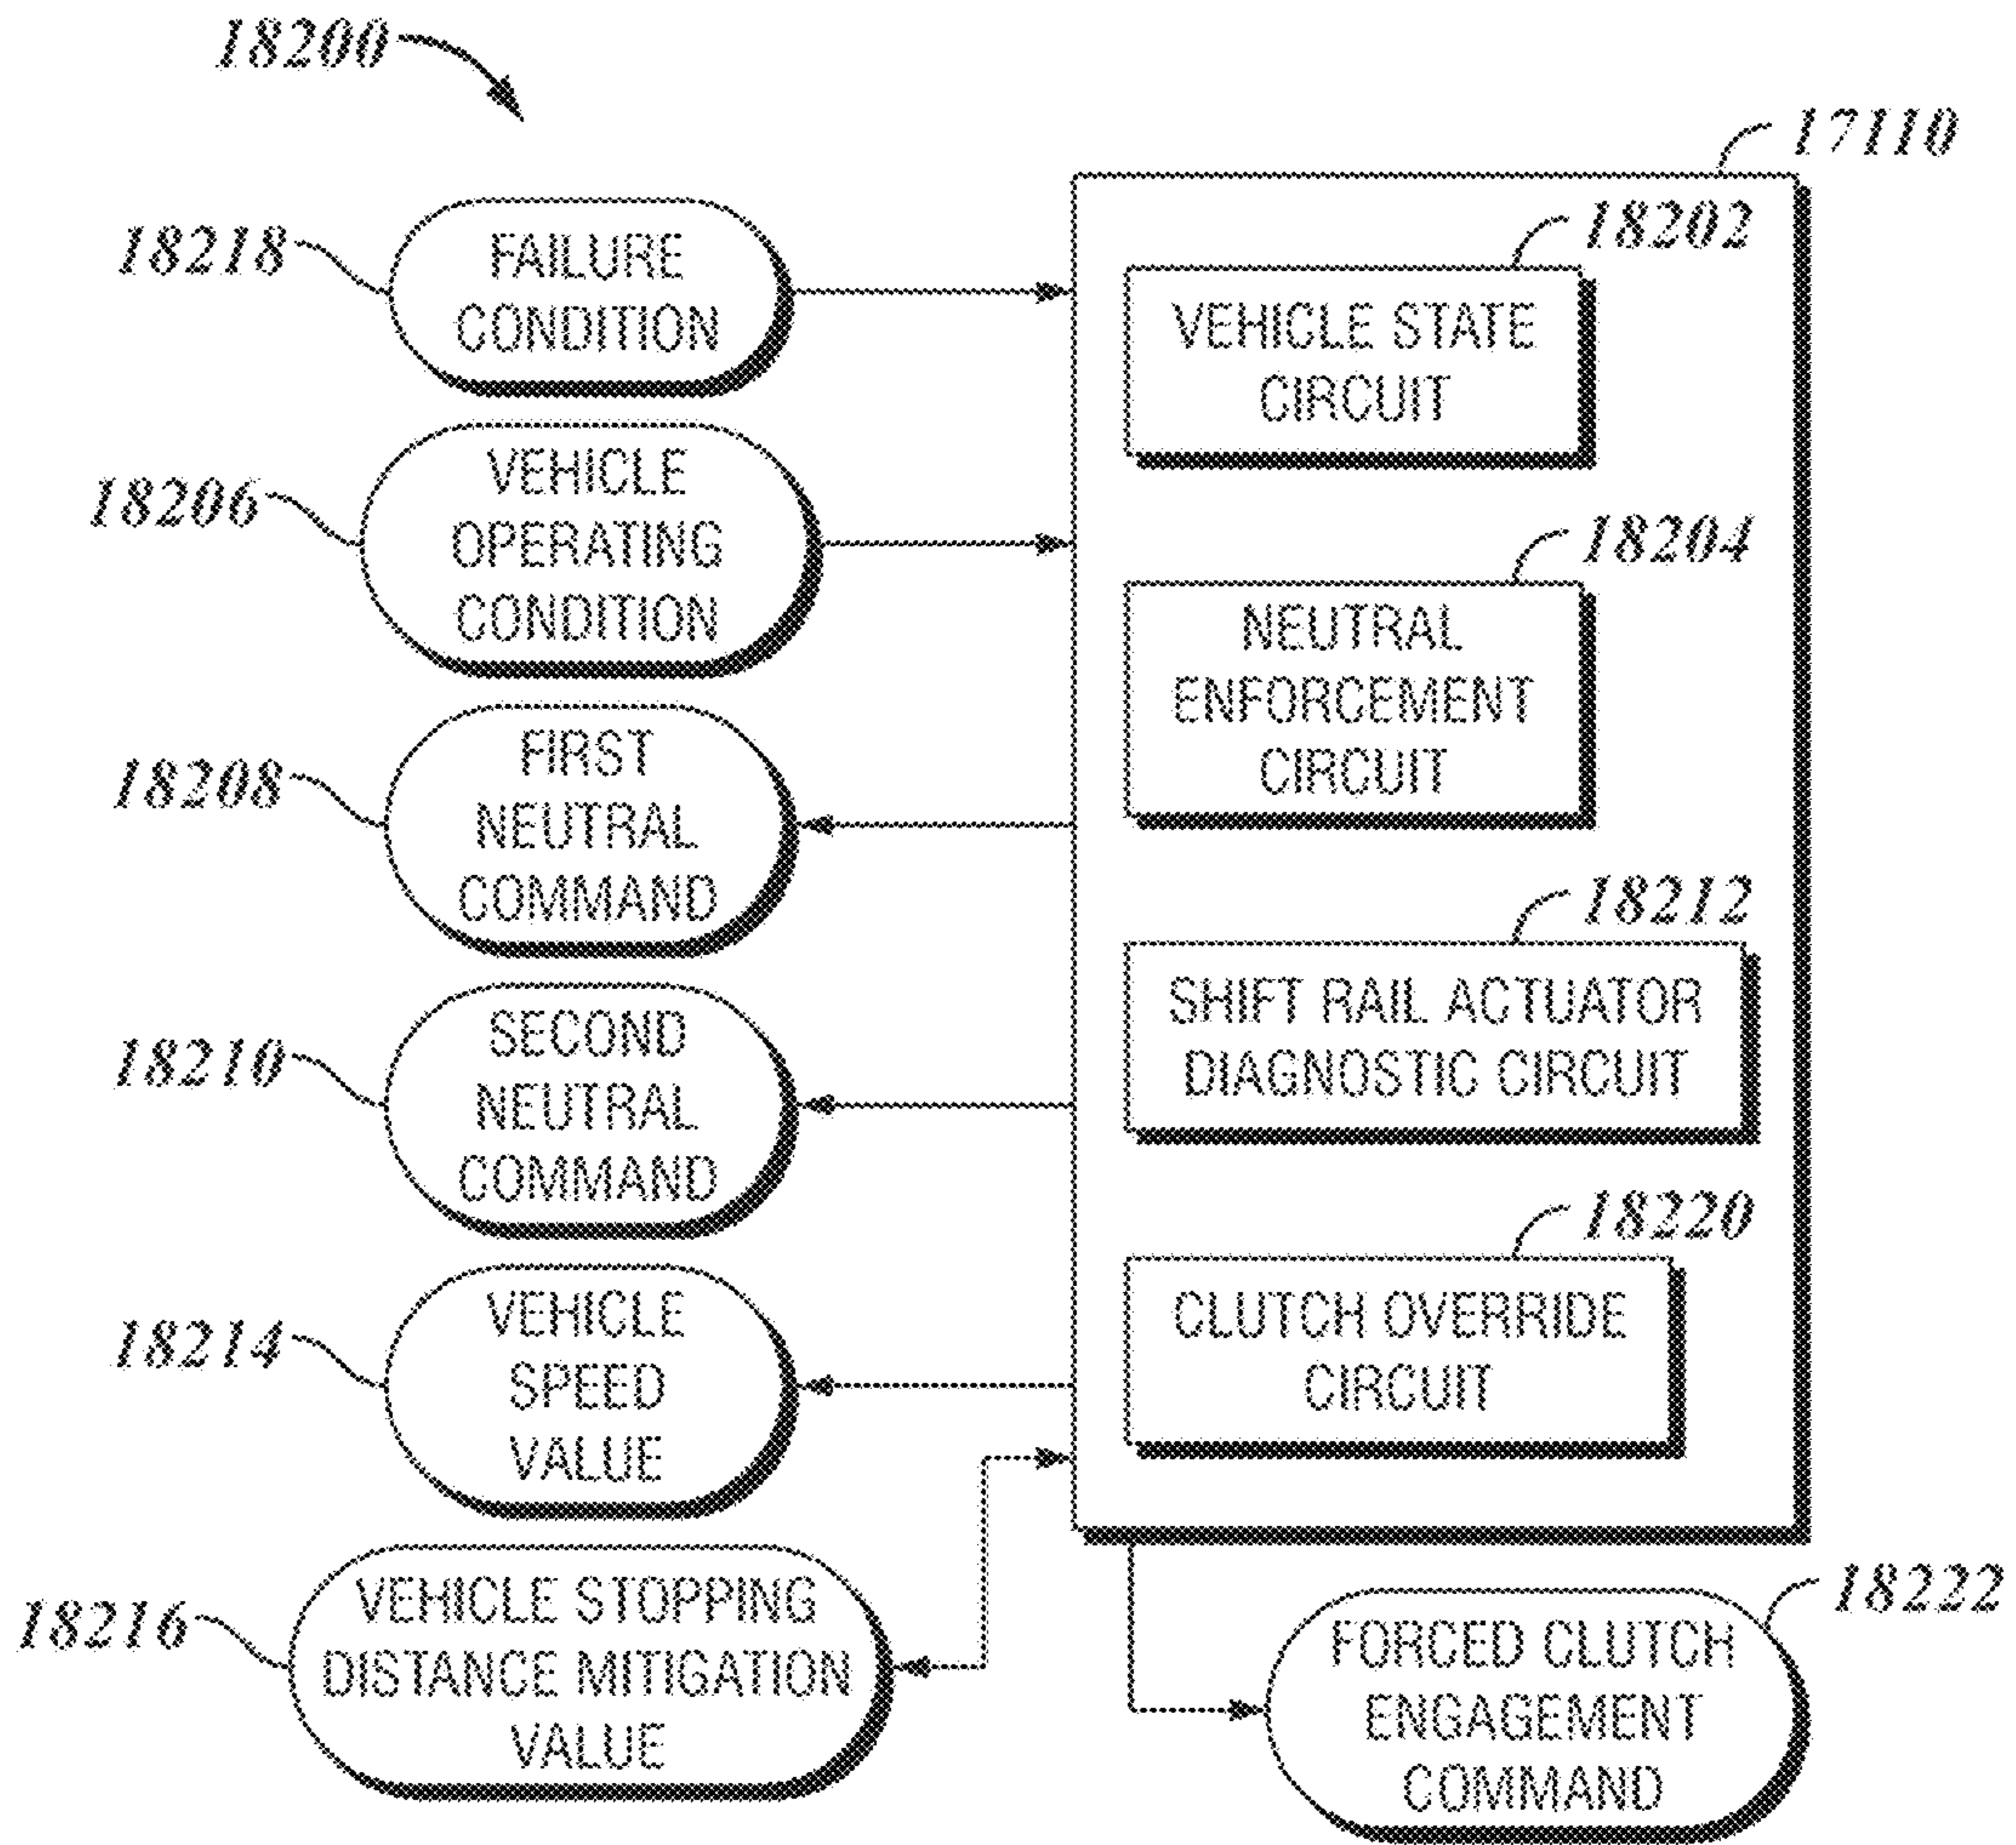 18200
17110
18218
FAILURE
CONDITION
18202
VEHICLE STATE
CIRCUIT
18206
VEHICLE
OPERATING
CONDITION
18204
NEUTRAL
ENFORCEMENT
CIRCUIT
18208
FIRST
NEUTRAL
COMMAND
18212
SHIFT RAIL ACTUATOR
DIAGNOSTIC CIRCUIT
18210
SECOND
NEUTRAL
COMMAND
18220
CLUTCH OVERRIDE
CIRCUIT
18214
VEHICLE
SPEED
VALUE
18216
VEHICLE STOPPING
DISTANCE MITIGATION
VALUE
18222
FORCED CLUTCH
ENGAGEMENT
COMMAND